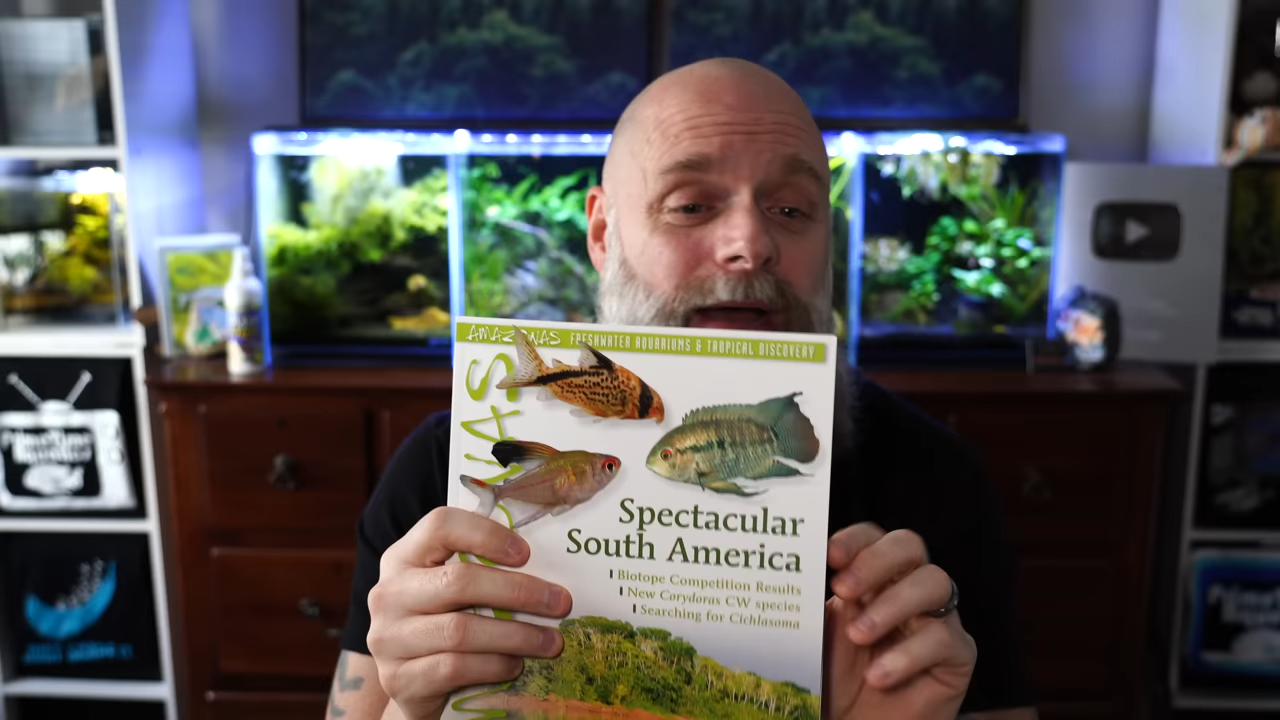 AMAZONAS FRESHWATER AQUARIUMS & TROPICAL DISCOVERY
Spectacular
South America
Biotope Competition Results
New Corydoras CW species
Searching for Cichlasoma